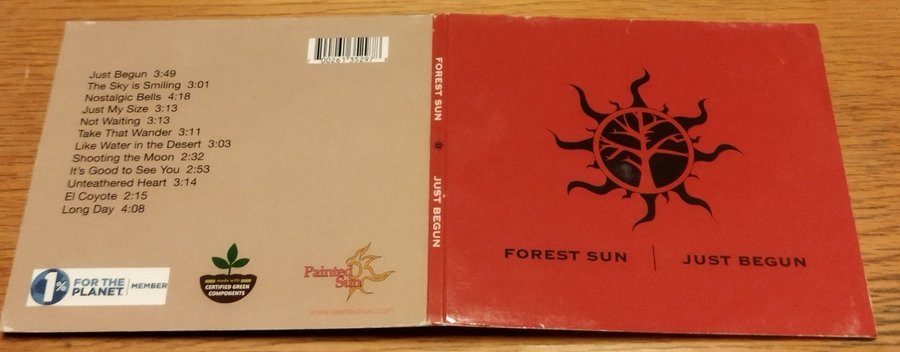 Just Begun 3:49
The Sky is Smiling 3:01
Nostalgic Bells 4:18
Just My Size 3:13
Not Waiting 3:13
Take That Wander 3:11
Like Water in the Desert 3:03
Shooting the Moon 2:32
It's Good to See You 2:53
Unteathered Heart 3:14
El Coyote 2:15
Long Day 4:08
1% FOR THE
PLANET MEMBER
made with
CERTIFIED GREEN
COMPONENTS
Painted
Sun
www.paintedsun.com
FOREST SUN JUST BEGUN
FOREST SUN | JUST BEGUN